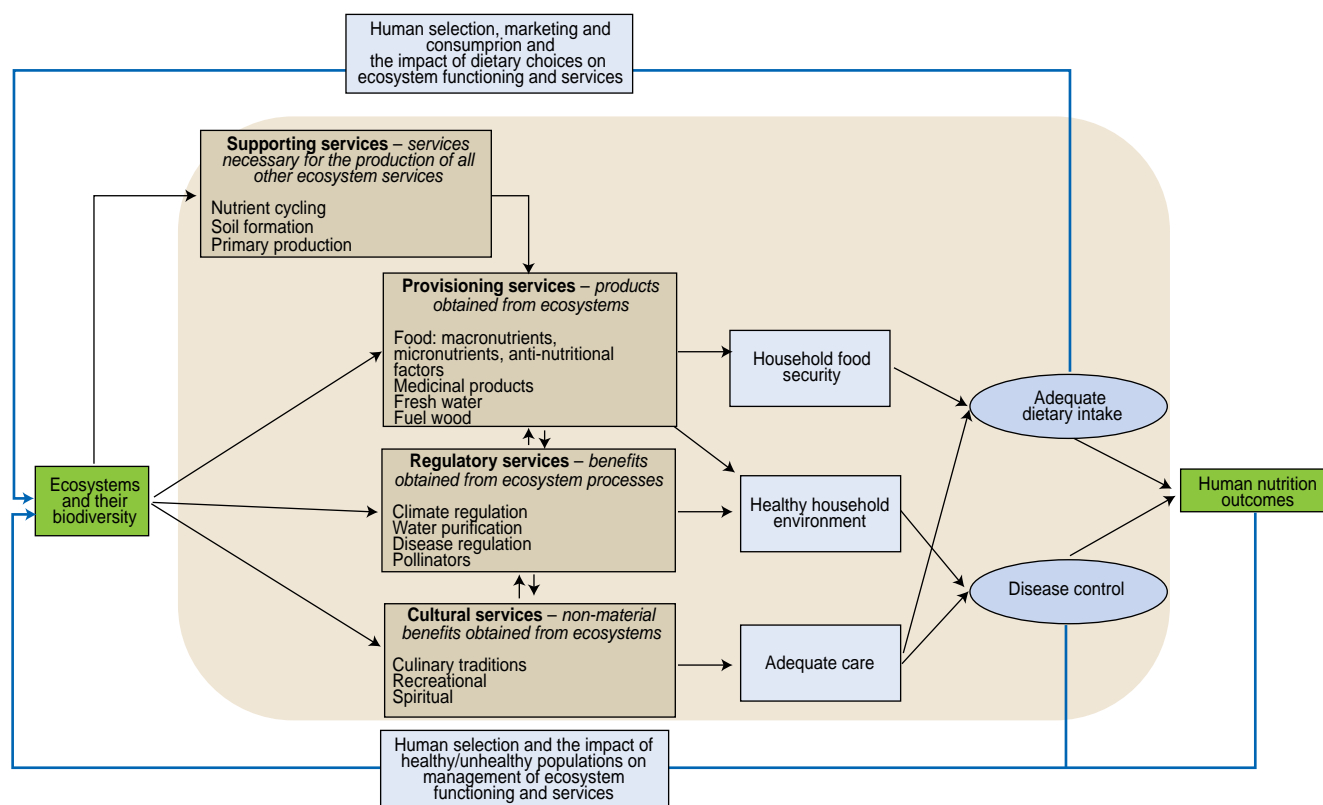 Human selection, marketing and
consumprion and
the impact of dietary choices on
ecosystem functioning and services
Supporting services – services
necessary for the production of all
other ecosystem services
Nutrient cycling
Soil formation
Primary production
Provisioning services – products
obtained from ecosystems
Food: macronutrients,
micronutrients, anti-nutritional
factors
Medicinal products
Fresh water
Fuel wood
Household food
security
Adequate
dietary intake
Ecosystems
and their
biodiversity
Regulatory services – benefits
obtained from ecosystem processes
Climate regulation
Water purification
Disease regulation
Pollinators
Healthy household
environment
Human nutrition
outcomes
Disease control
Cultural services – non-material
benefits obtained from ecosystems
Culinary traditions
Recreational
Spiritual
Adequate care
Human selection and the impact of
healthy/unhealthy populations on
management of ecosystem
functioning and services